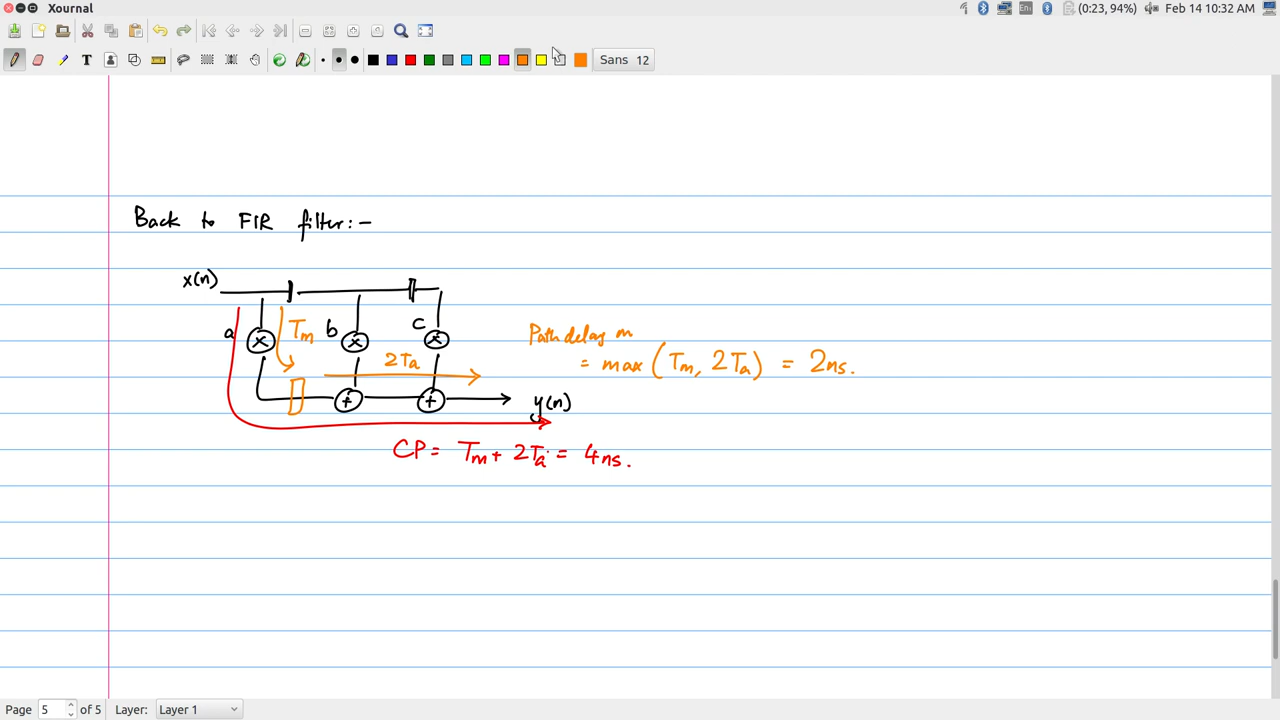 Xournal
En
(0:23, 94%)
Feb 14 10:32 AM
T
Sans 12
Back to FIR filter:-
x(n)
a
Tm
b
c
2Ta
y(n)
Path delay m
= max (Tm, 2Ta) = 2ns.
CP = Tm + 2Ta = 4ns.
Page 5 of 5 Layer: Layer 1